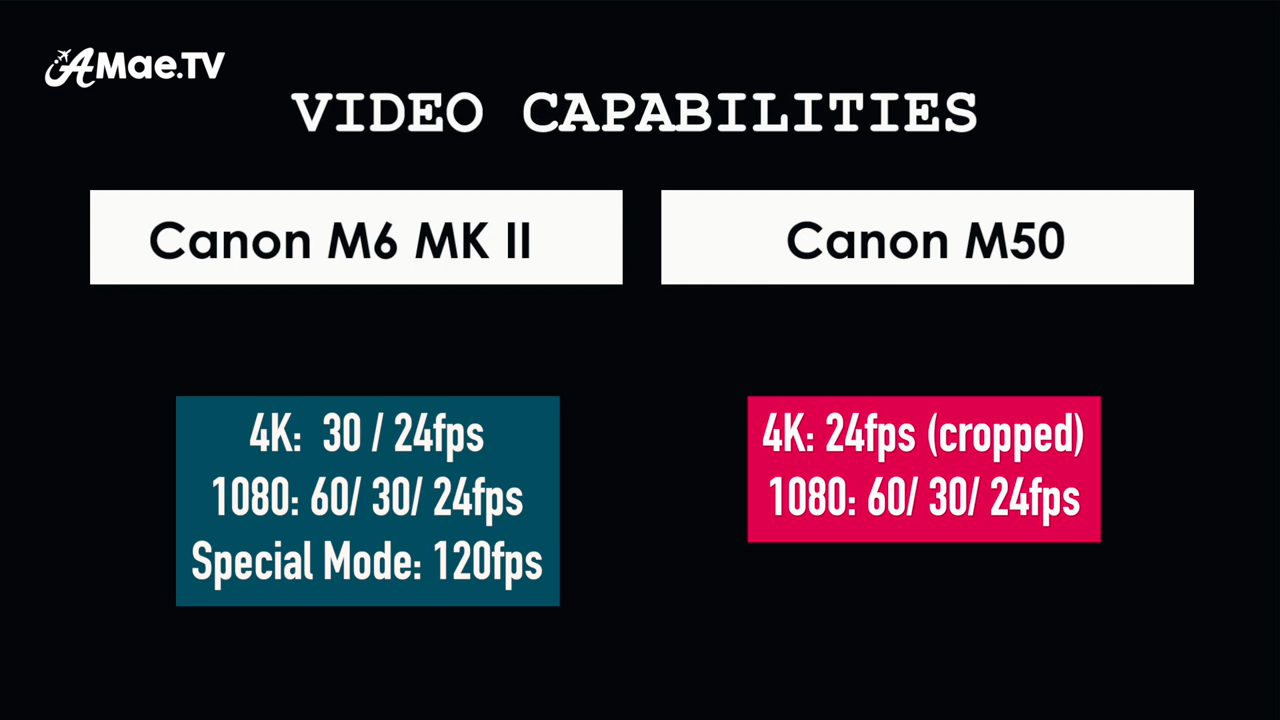 AMae.TV
VIDEO CAPABILITIES
Canon M6 MK II
Canon M50
4K: 30 / 24fps
1080: 60/ 30/ 24fps
Special Mode: 120fps
4K: 24fps (cropped)
1080: 60/ 30/ 24fps